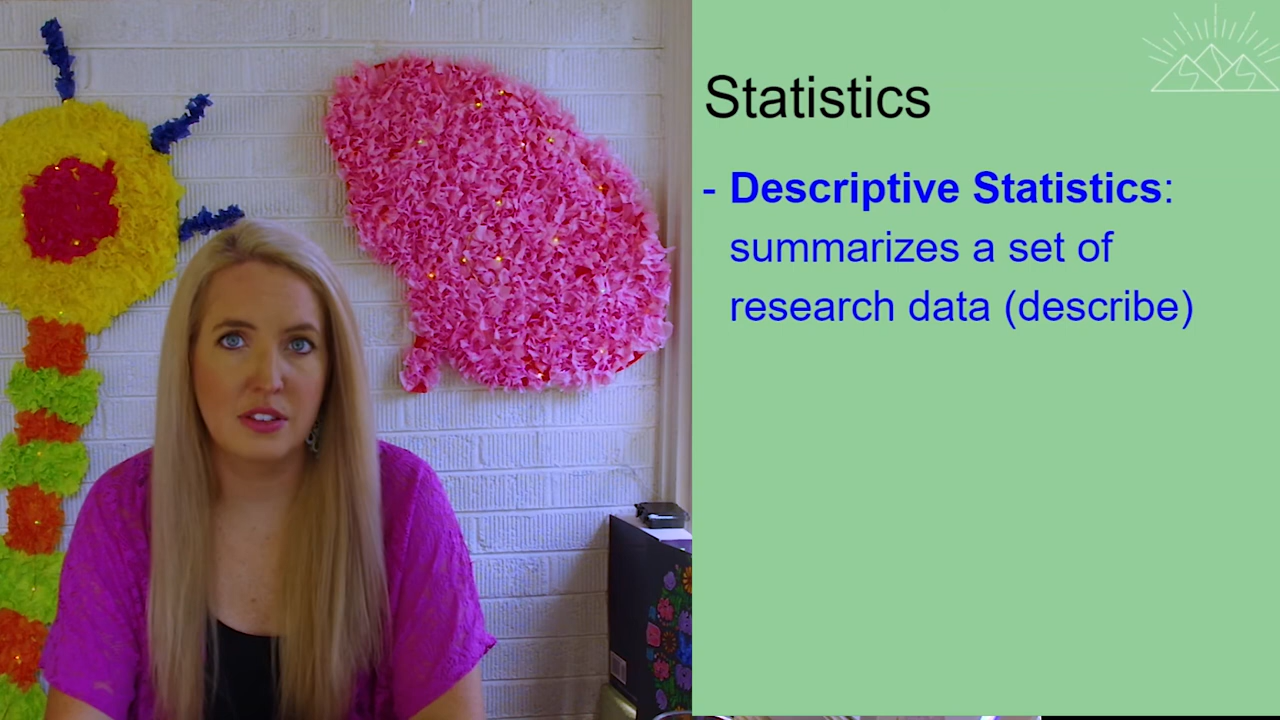 Statistics
- Descriptive Statistics:
summarizes a set of
research data (describe)